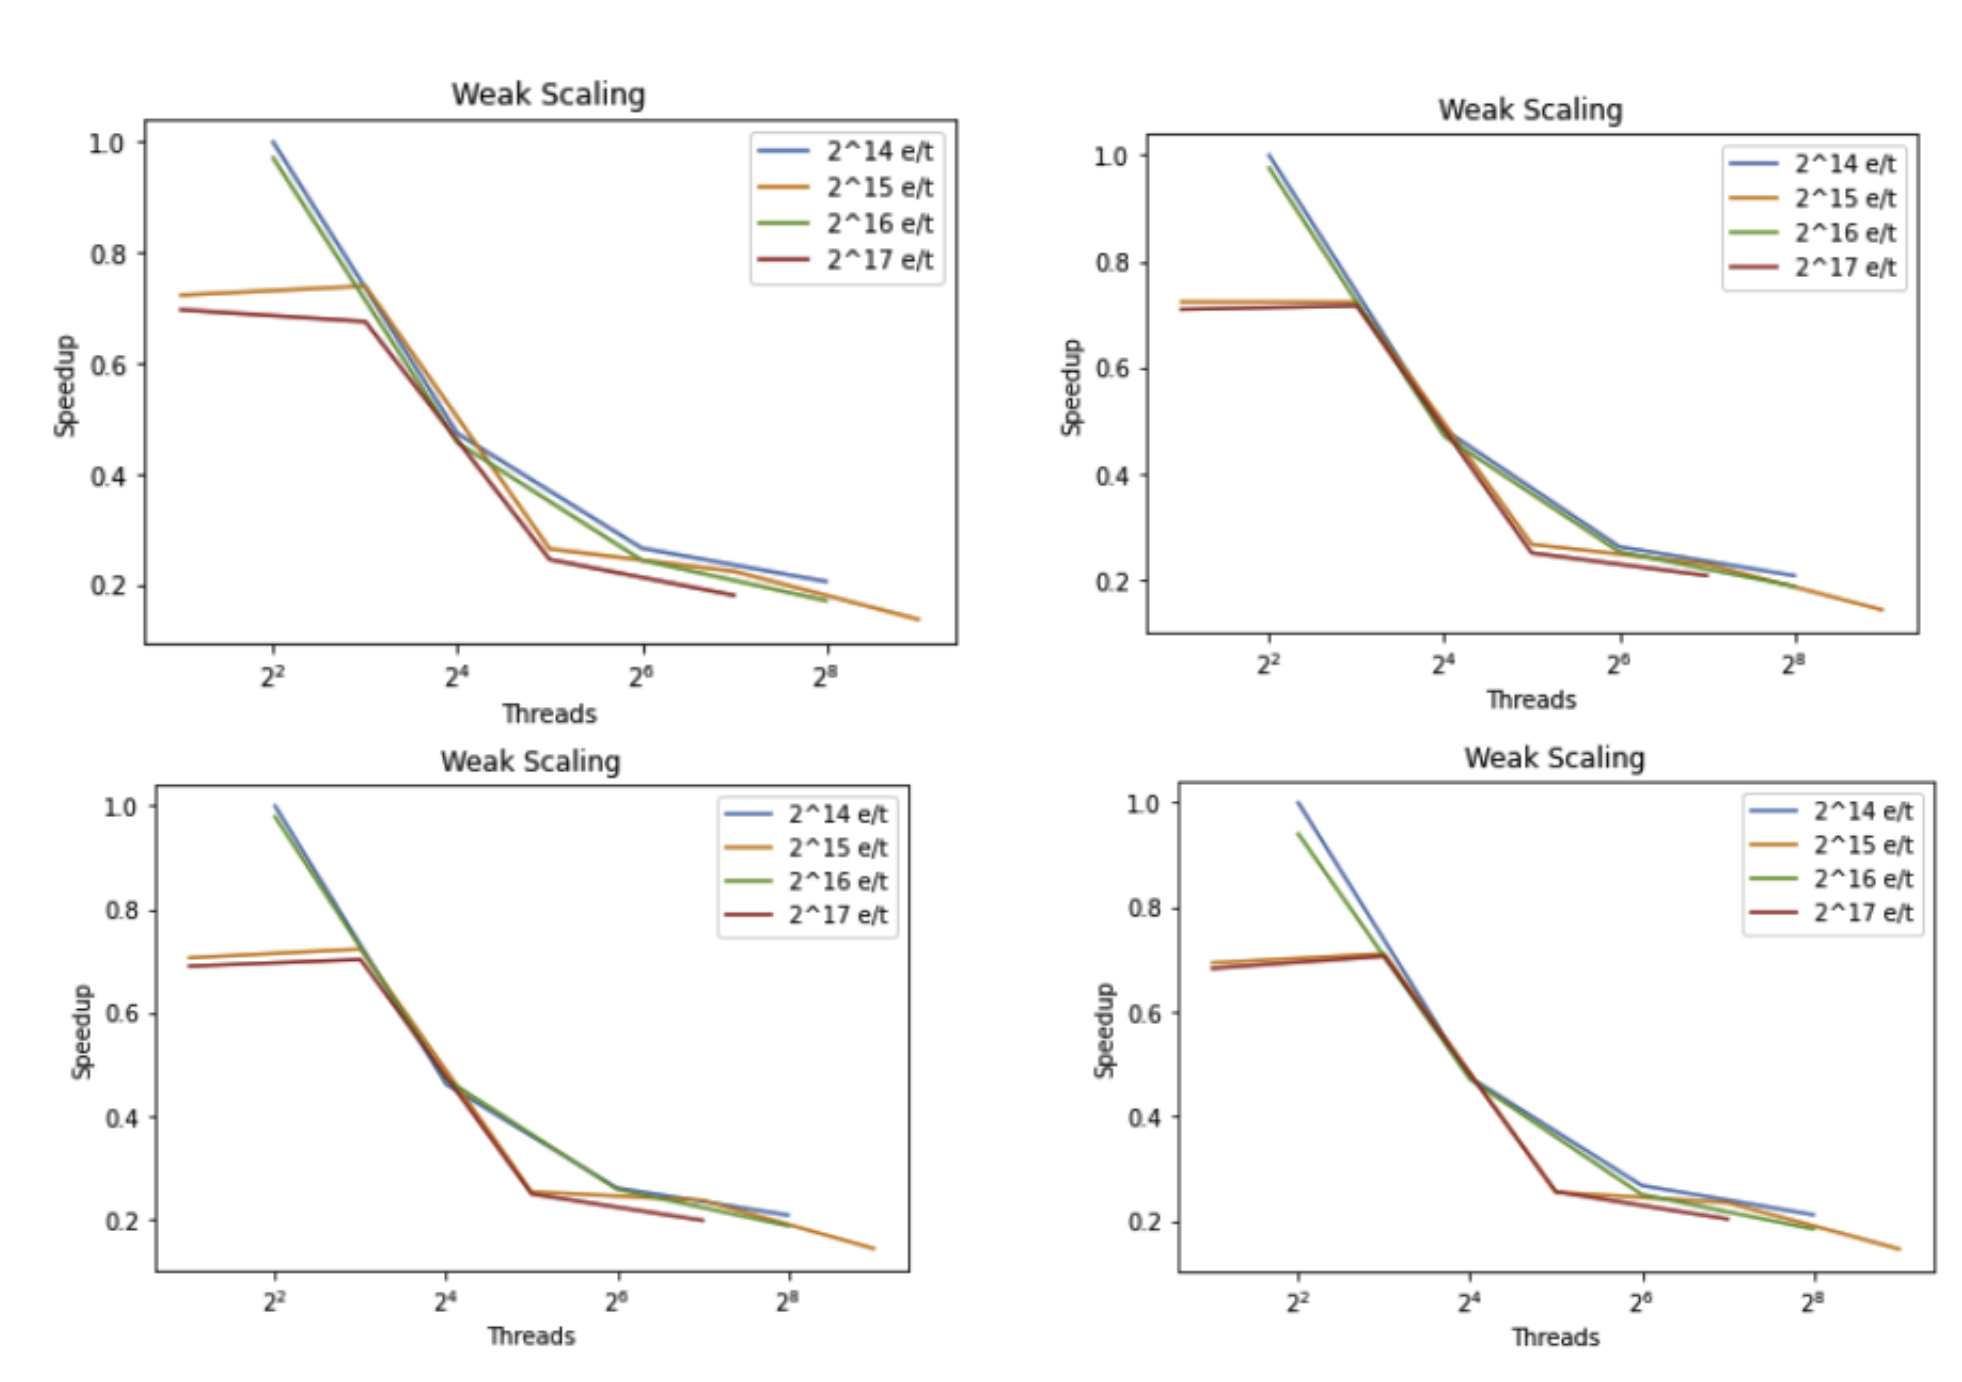 Weak Scaling
1.0
0.8
0.6
0.4
0.2
Speedup
2^14 e/t
2^15 e/t
2^16 e/t
2^17 e/t
2² 2⁴ 2⁶ 2⁸
Threads
Weak Scaling
1.0
0.8
0.6
0.4
0.2
Speedup
2^14 e/t
2^15 e/t
2^16 e/t
2^17 e/t
2² 2⁴ 2⁶ 2⁸
Threads
Weak Scaling
1.0
0.8
0.6
0.4
0.2
Speedup
2^14 e/t
2^15 e/t
2^16 e/t
2^17 e/t
2² 2⁴ 2⁶ 2⁸
Threads
Weak Scaling
1.0
0.8
0.6
0.4
0.2
Speedup
2^14 e/t
2^15 e/t
2^16 e/t
2^17 e/t
2² 2⁴ 2⁶ 2⁸
Threads